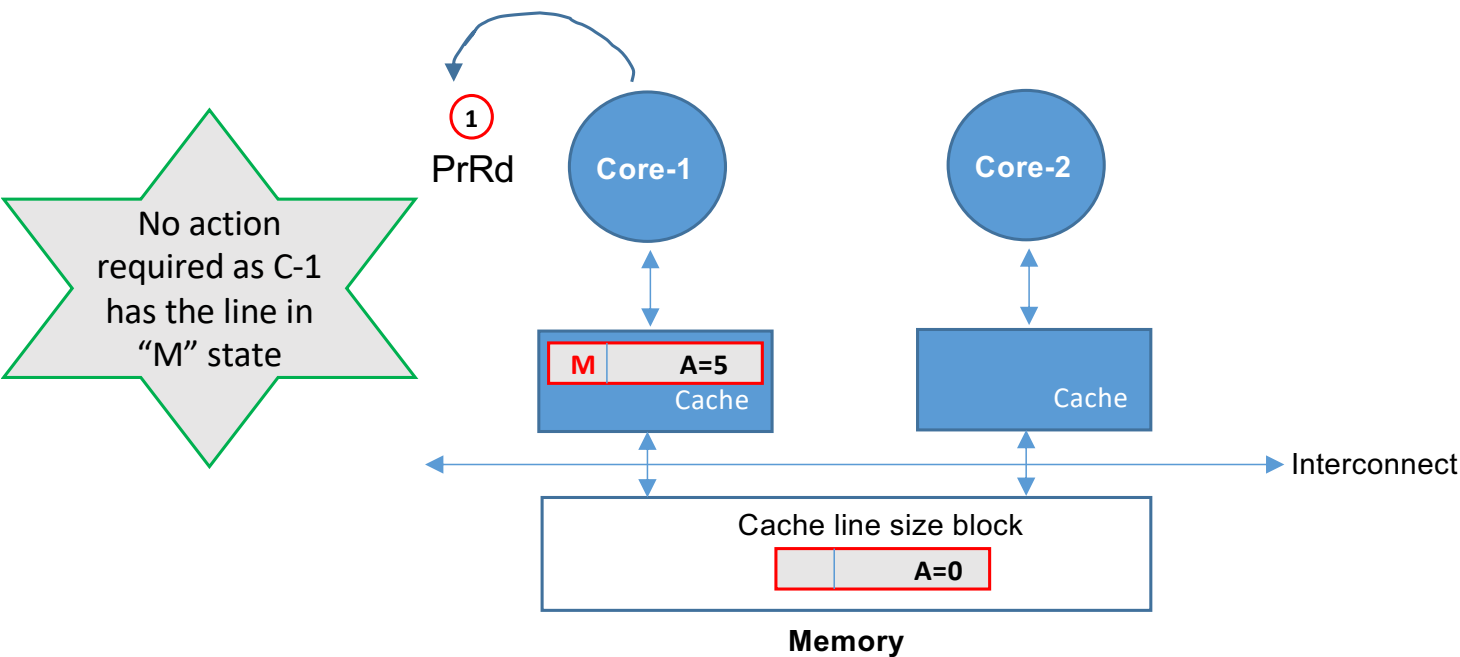 1
PrRd
Core-1
Core-2
No action
required as C-1
has the line in
“M” state
M A=5
Cache
Cache
Interconnect
Cache line size block
A=0
Memory